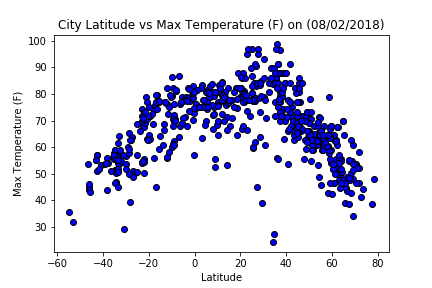 City Latitude vs Max Temperature (F) on (08/02/2018)
100
90
80
70
60
50
40
30
Max Temperature (F)
−60 −40 −20 0 20 40 60 80
Latitude